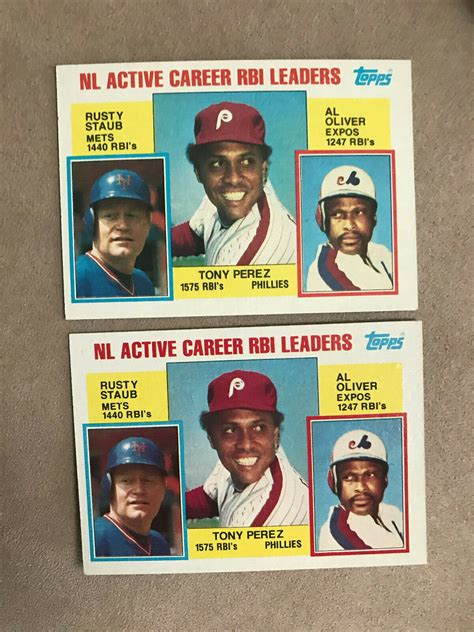 NL ACTIVE CAREER RBI LEADERS
Topps
RUSTY
STAUB
METS
1440 RBI's
AL
OLIVER
EXPOS
1247 RBI's
TONY PEREZ
1575 RBI's PHILLIES
NL ACTIVE CAREER RBI LEADERS
Topps
RUSTY
STAUB
METS
1440 RBI's
AL
OLIVER
EXPOS
1247 RBI's
TONY PEREZ
1575 RBI's PHILLIES